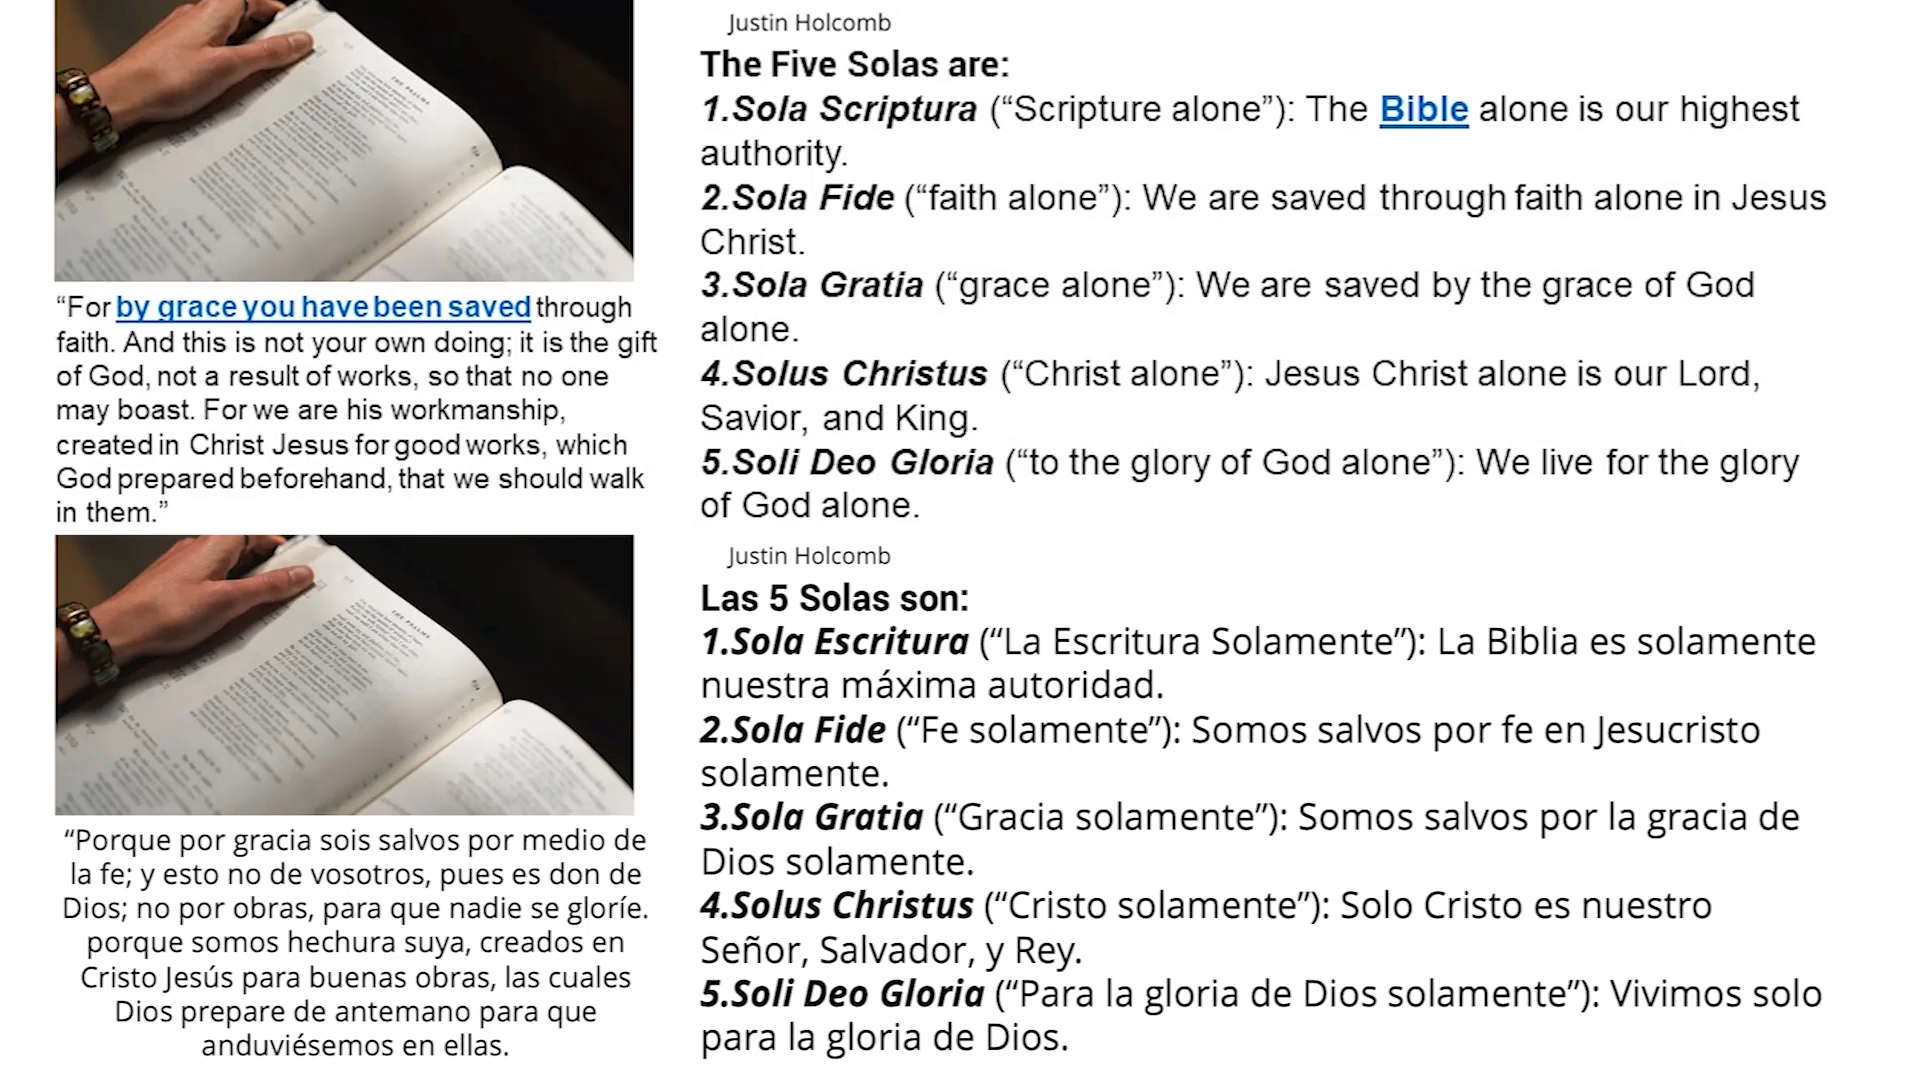 Justin Holcomb
The Five Solas are:
1.Sola Scriptura (“Scripture alone”): The Bible alone is our highest
authority.
2.Sola Fide (“faith alone”): We are saved through faith alone in Jesus
Christ.
3.Sola Gratia (“grace alone”): We are saved by the grace of God
alone.
4.Solus Christus (“Christ alone”): Jesus Christ alone is our Lord,
Savior, and King.
5.Soli Deo Gloria (“to the glory of God alone”): We live for the glory
of God alone.
THE PSALMS
“For by grace you have been saved through
faith. And this is not your own doing; it is the gift
of God, not a result of works, so that no one
may boast. For we are his workmanship,
created in Christ Jesus for good works, which
God prepared beforehand, that we should walk
in them.”
Justin Holcomb
Las 5 Solas son:
1.Sola Escritura (“La Escritura Solamente”): La Biblia es solamente
nuestra máxima autoridad.
2.Sola Fide (“Fe solamente”): Somos salvos por fe en Jesucristo
solamente.
3.Sola Gratia (“Gracia solamente”): Somos salvos por la gracia de
Dios solamente.
4.Solus Christus (“Cristo solamente”): Solo Cristo es nuestro
Señor, Salvador, y Rey.
5.Soli Deo Gloria (“Para la gloria de Dios solamente”): Vivimos solo
para la gloria de Dios.
THE PSALMS
“Porque por gracia sois salvos por medio de
la fe; y esto no de vosotros, pues es don de
Dios; no por obras, para que nadie se gloríe.
porque somos hechura suya, creados en
Cristo Jesús para buenas obras, las cuales
Dios prepare de antemano para que
anduviésemos en ellas.